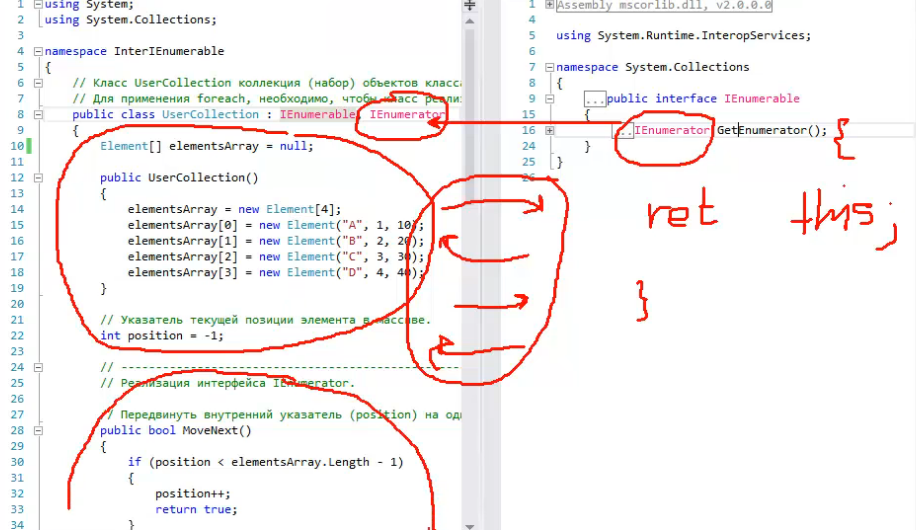 1 using System;
2 using System.Collections;
3
4 namespace InterIEnumerable
5 {
6 // Класс UserCollection коллекция (набор) объектов класса
7 // Для применения foreach, необходимо, чтобы класс
8 public class UserCollection : IEnumerable, IEnumerator
9 {
10 Element[] elementsArray = null;
11
12 public UserCollection()
13 {
14 elementsArray = new Element[4];
15 elementsArray[0] = new Element("A", 1, 10);
16 elementsArray[1] = new Element("B", 2, 20);
17 elementsArray[2] = new Element("C", 3, 30);
18 elementsArray[3] = new Element("D", 4, 40);
19 }
20
21 // Указатель текущей позиции элемента в массиве.
22 int position = -1;
23
24 // ------------------------------------------------
25 // Реализация интерфейса IEnumerator.
26
27 // Передвинуть внутренний указатель (position) на
28 public bool MoveNext()
29 {
30 if (position < elementsArray.Length - 1)
31 {
32 position++;
33 return true;
34 }
1 Assembly mscorlib.dll, v2.0.0.0
4
5 using System.Runtime.InteropServices;
6
7 namespace System.Collections
8 {
9 ...public interface IEnumerable
15 {
16 ...IEnumerator GetEnumerator(); {
24 }
25 }
26
ret this;
}